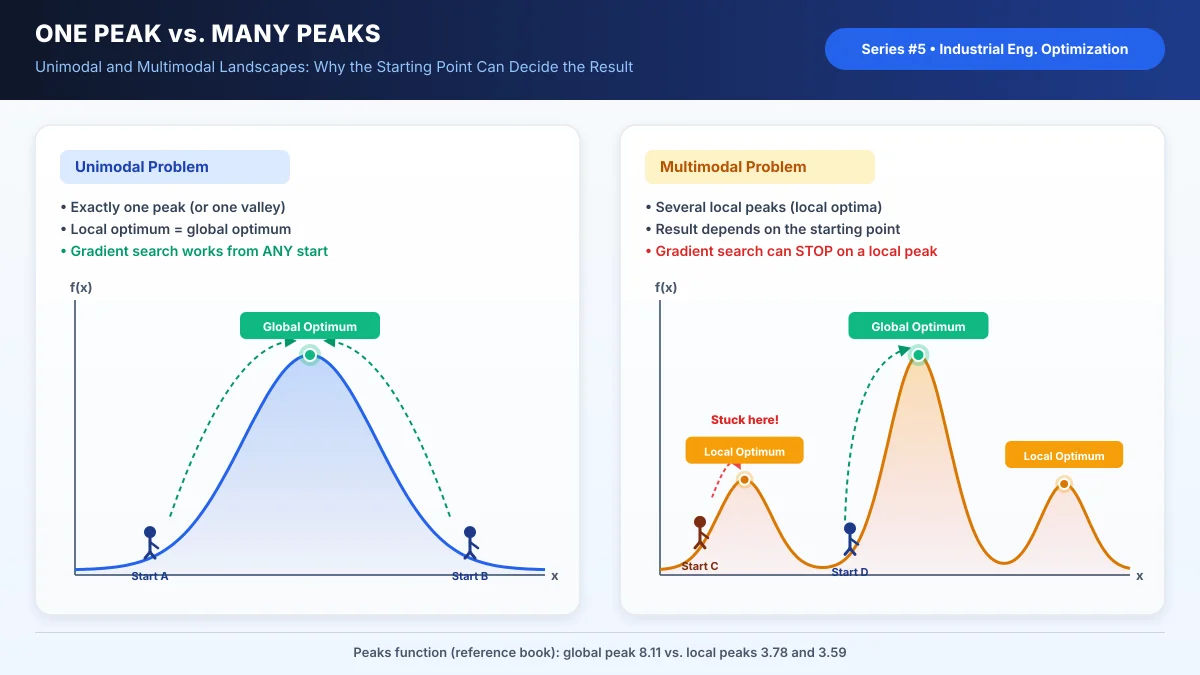 ONE PEAK vs. MANY PEAKS
Unimodal and Multimodal Landscapes: Why the Starting Point Can Decide the Result
Series #5 • Industrial Eng. Optimization
Unimodal Problem
• Exactly one peak (or one valley)
• Local optimum = global optimum
• Gradient search works from ANY start
f(x)
Global Optimum
Start A
Start B
x
Multimodal Problem
• Several local peaks (local optima)
• Result depends on the starting point
• Gradient search can STOP on a local peak
f(x)
Global Optimum
Stuck here!
Local Optimum
Local Optimum
Start C
Start D
x
Peaks function (reference book): global peak 8.11 vs. local peaks 3.78 and 3.59